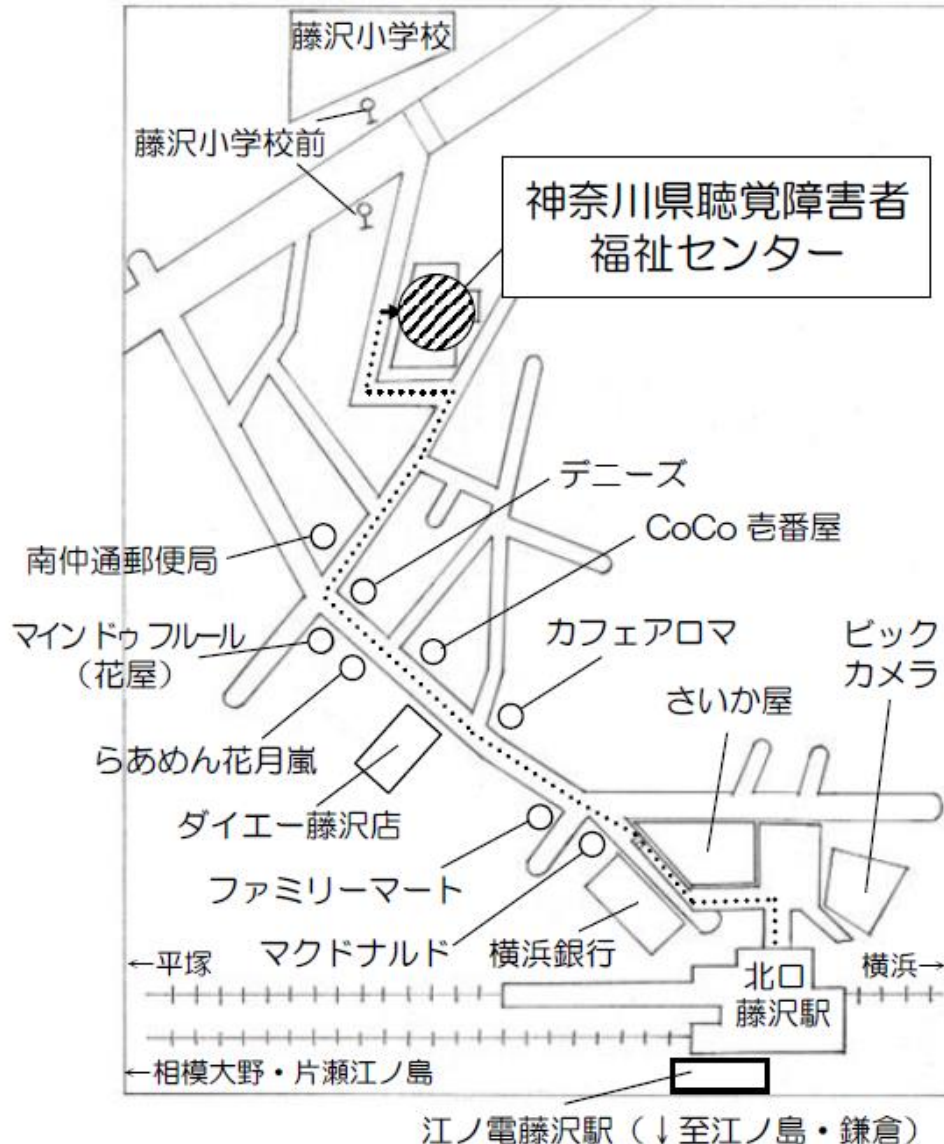 藤沢小学校
藤沢小学校前
神奈川県聴覚障害者
福祉センター
デニーズ
CoCo 壱番屋
南仲通郵便局
マインドゥ フルール
（花屋）
カフェアロマ
ビック
カメラ
さいか屋
らあめん花月嵐
ダイエー藤沢店
ファミリーマート
マクドナルド
横浜銀行
←平塚
横浜→
北口
藤沢駅
←相模大野・片瀬江ノ島
江ノ電藤沢駅（↓至江ノ島・鎌倉）